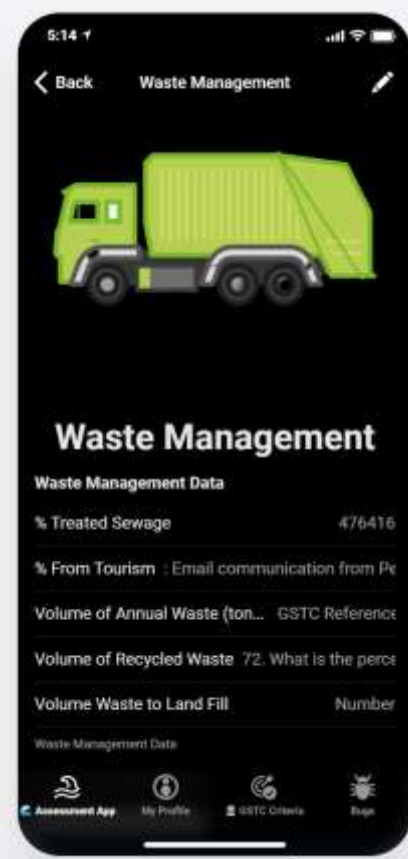 5:14
Back Waste Management
Waste Management
Waste Management Data
% Treated Sewage 476416
% From Tourism : Email communication from Pe
Volume of Annual Waste (ton... GSTC Reference
Volume of Recycled Waste 72. What is the perce
Volume Waste to Land Fill Number
Waste Management Data
Assessment App My Profile GSTC Criteria Bugs